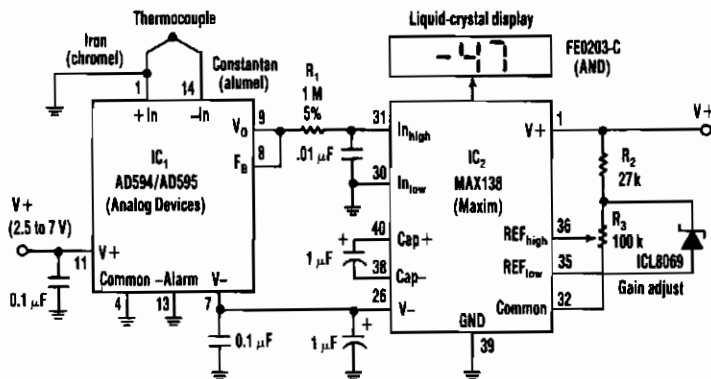 Thermocouple
Iron
(chromel)
Constantan
(alumel)
1
14
+In
–In
IC1
AD594/AD595
(Analog Devices)
VO
9
FB
8
V+
(2.5 to 7 V)
11
V+
0.1 µF
Common
–Alarm
V–
4
13
7
0.1 µF
1 µF
+
R1
1 M
5%
.01 µF
Liquid-crystal display
-47
FE0203-C
(AND)
31
Inhigh
30
Inlow
40
Cap+
+
1 µF
38
Cap–
26
V–
IC2
MAX138
(Maxim)
V+
1
V+
R2
27k
REFhigh
36
R3
100 k
REFlow
35
ICL8069
Gain adjust
Common
32
GND
39